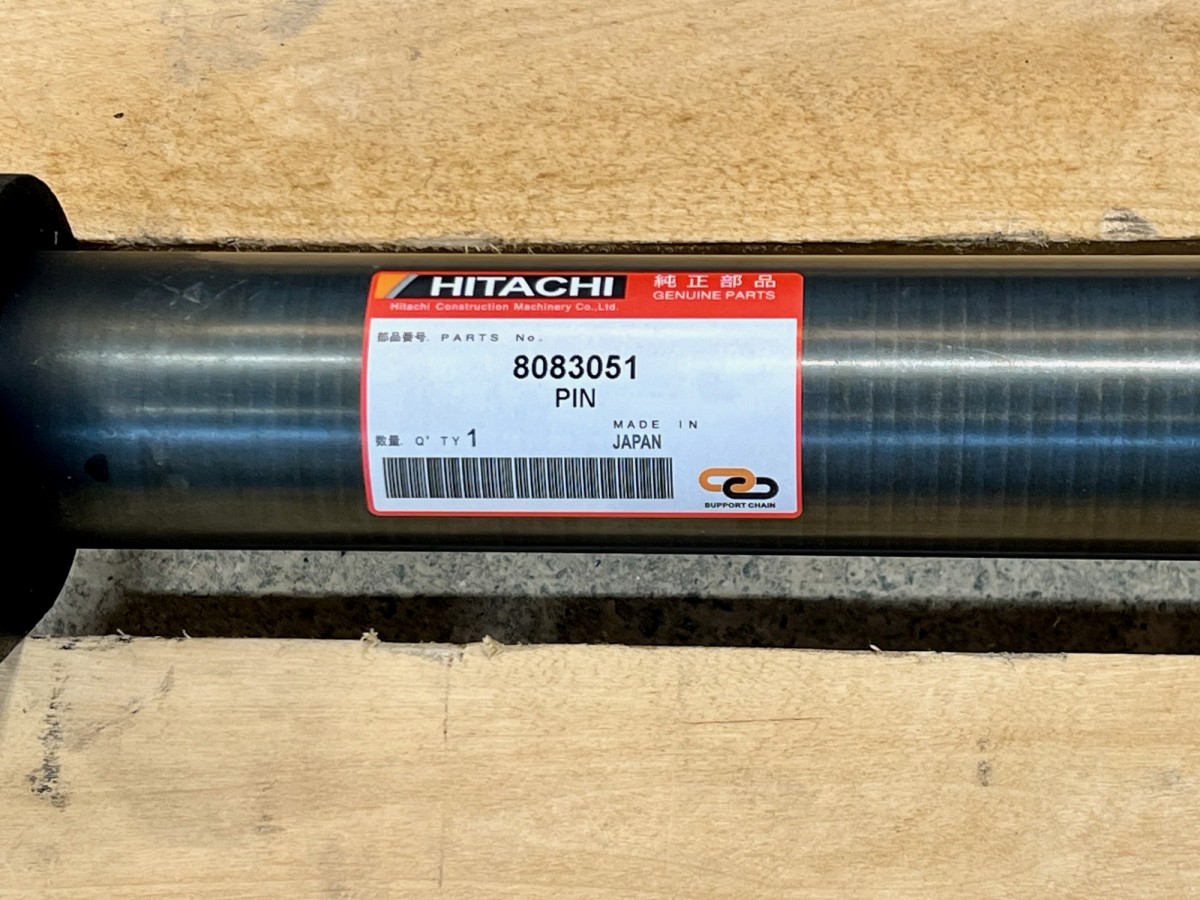 HITACHI
Hitachi Construction Machinery Co.,Ltd.
純正部品
GENUINE PARTS
部品番号. PARTS No.
8083051
PIN
MADE IN
数量. Q'TY 1
JAPAN
SUPPORT CHAIN